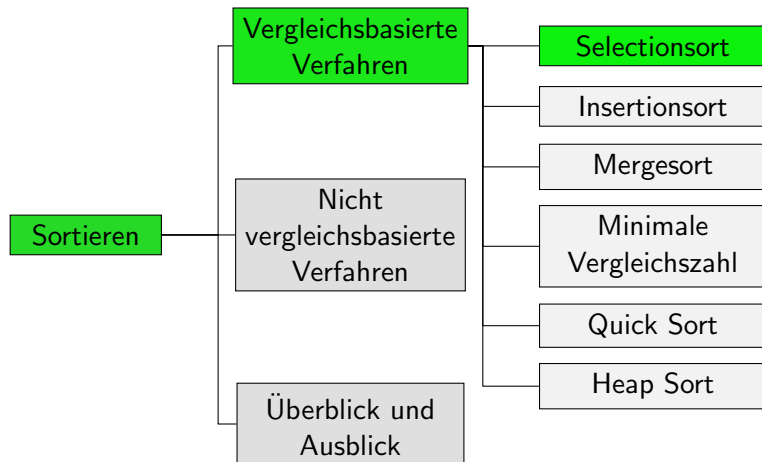 Sortieren
Vergleichsbasierte
Verfahren
Nicht
vergleichsbasierte
Verfahren
Überblick und
Ausblick
Selectionsort
Insertionsort
Mergesort
Minimale
Vergleichszahl
Quick Sort
Heap Sort